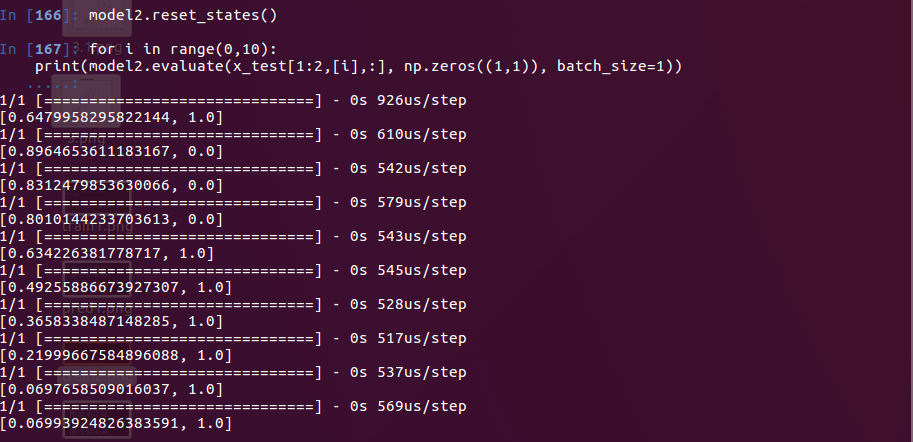 In [166]: model2.reset_states()
In [167]: for i in range(0,10):
print(model2.evaluate(x_test[1:2,[i],:], np.zeros((1,1)), batch_size=1))
.....:
1/1 [==============================] - 0s 926us/step
[0.6479958295822144, 1.0]
1/1 [==============================] - 0s 610us/step
[0.8964653611183167, 0.0]
1/1 [==============================] - 0s 542us/step
[0.8312479853630066, 0.0]
1/1 [==============================] - 0s 579us/step
[0.8010144233703613, 0.0]
1/1 [==============================] - 0s 543us/step
[0.634226381778717, 1.0]
1/1 [==============================] - 0s 545us/step
[0.49255886673927307, 1.0]
1/1 [==============================] - 0s 528us/step
[0.3658338487148285, 1.0]
1/1 [==============================] - 0s 517us/step
[0.21999667584896088, 1.0]
1/1 [==============================] - 0s 537us/step
[0.0697658509016037, 1.0]
1/1 [==============================] - 0s 569us/step
[0.06993924826383591, 1.0]